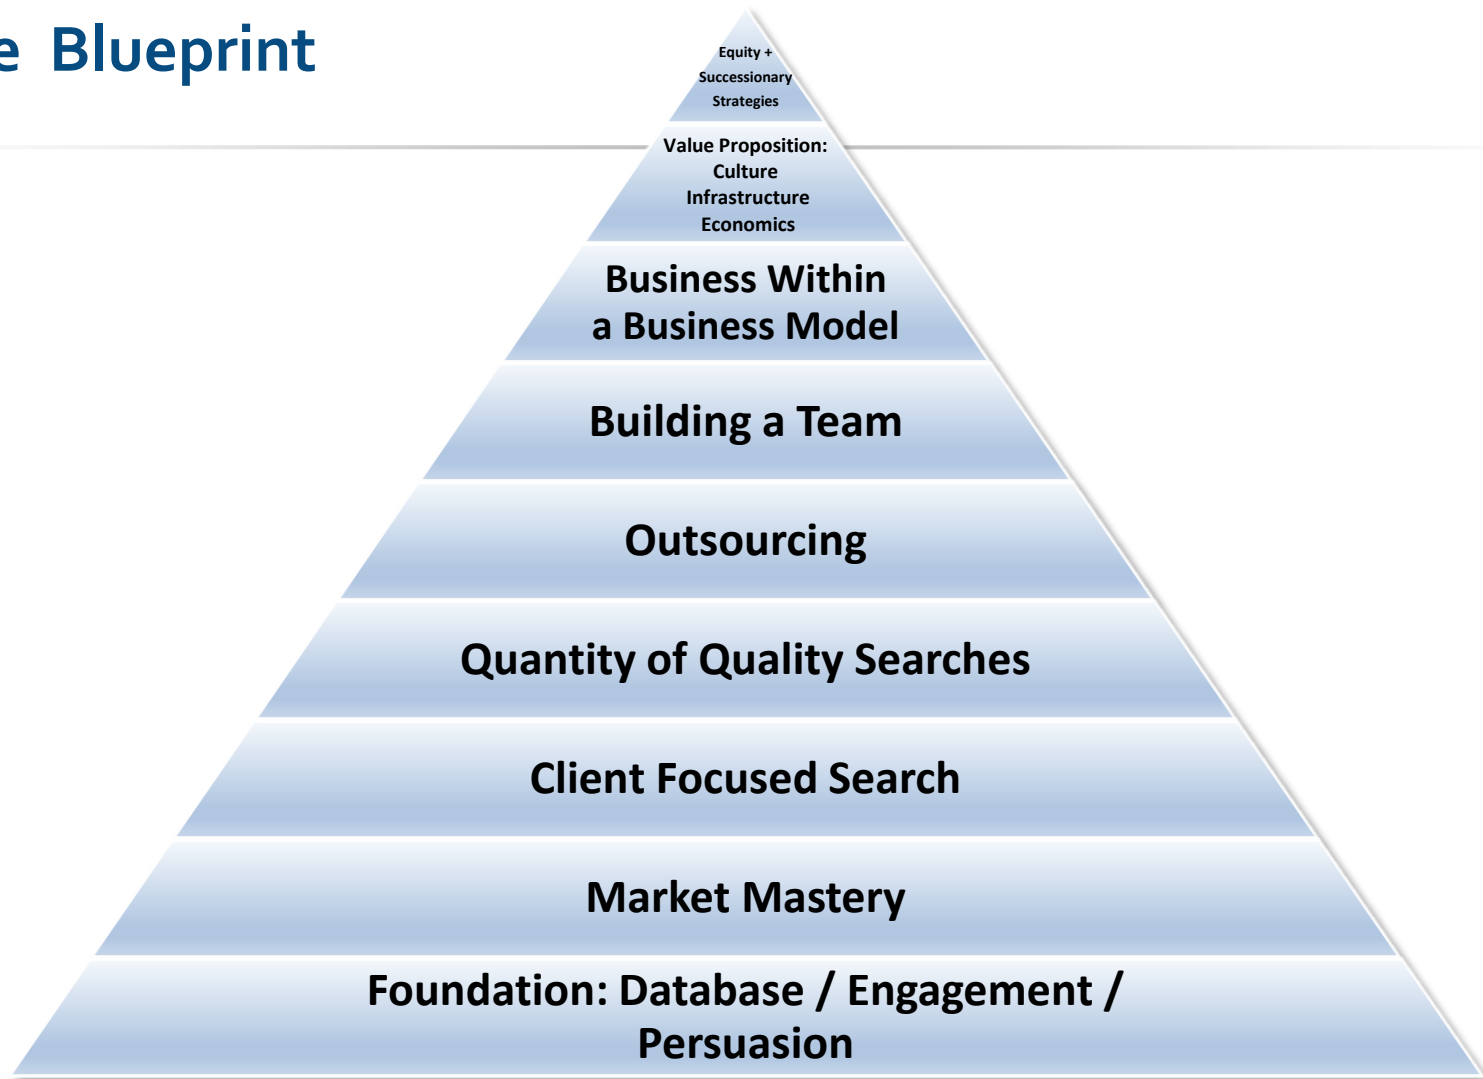 e Blueprint
Equity +
Successionary
Strategies
Value Proposition:
Culture
Infrastructure
Economics
Business Within
a Business Model
Building a Team
Outsourcing
Quantity of Quality Searches
Client Focused Search
Market Mastery
Foundation: Database / Engagement /
Persuasion